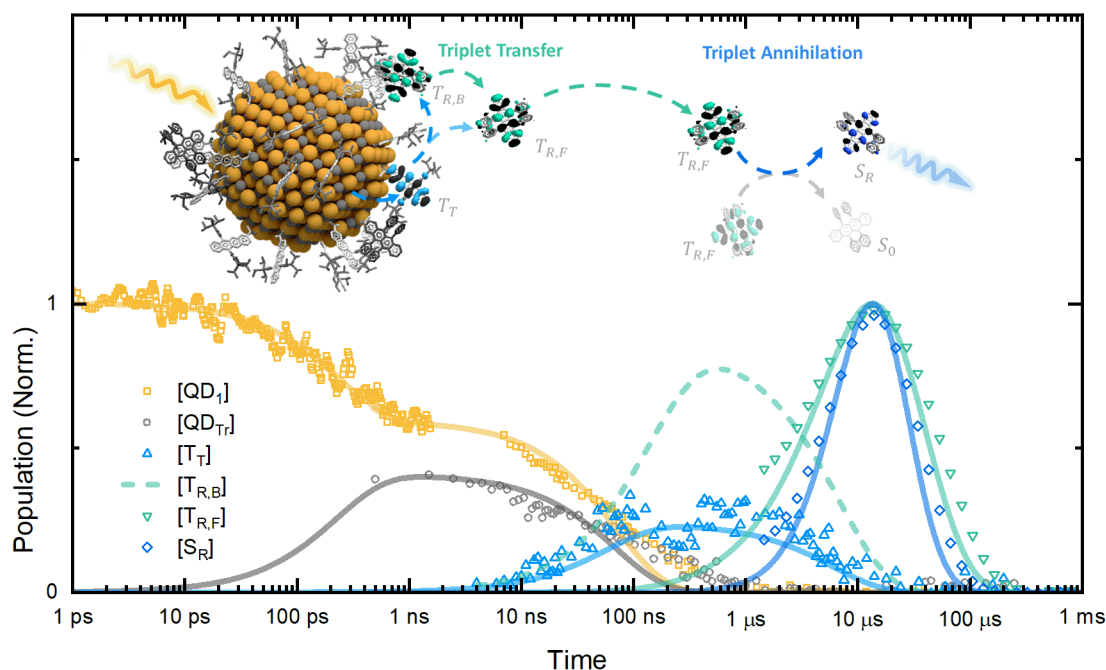 Triplet Transfer
Triplet Annihilation
T_{R,B}
T_{R,F}
T_{R,F}
S_R
T_T
T_{R,F}
S_0
1
0
Population (Norm.)
[QD_1]
[QD_{Tr}]
[T_T]
[T_{R,B}]
[T_{R,F}]
[S_R]
1 ps 10 ps 100 ps 1 ns 10 ns 100 ns 1 μs 10 μs 100 μs 1 ms
Time